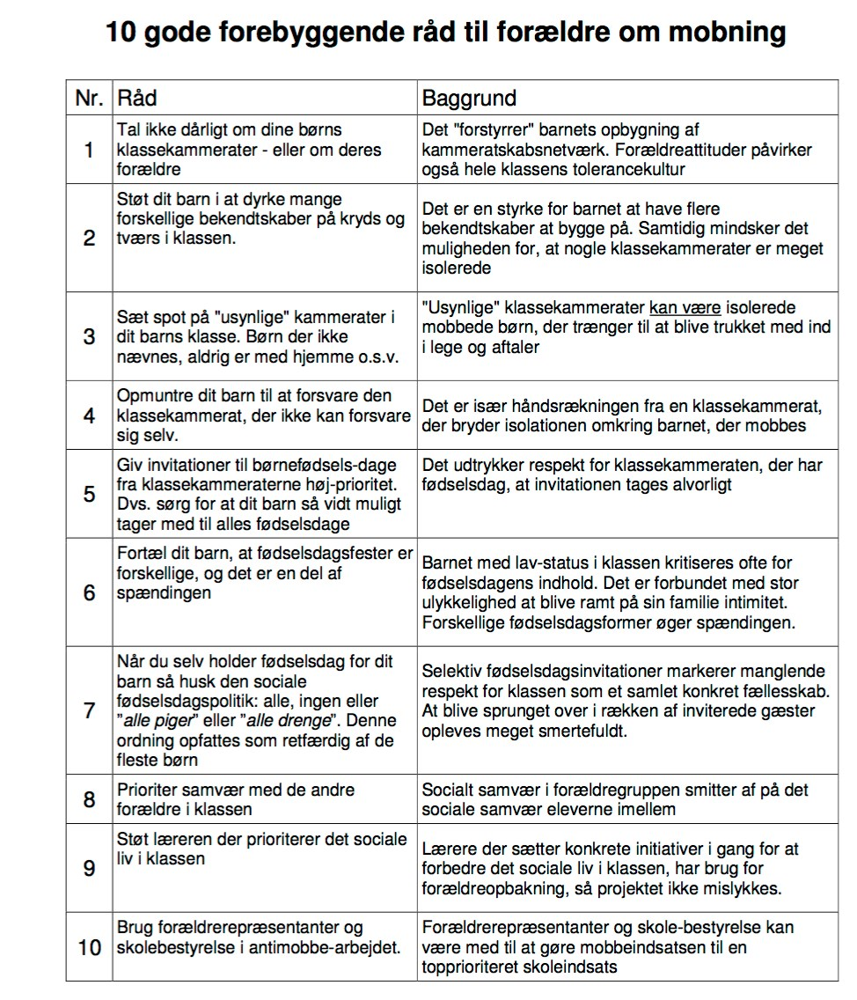 10 gode forebyggende råd til forældre om mobning
Nr. Råd Baggrund
1
Tal ikke dårligt om dine børns
klassekammerater - eller om deres
forældre
Det "forstyrrer" barnets opbygning af
kammeratskabsnetværk. Forældreattituder påvirker
også hele klassens tolerancekultur
2
Støt dit barn i at dyrke mange
forskellige bekendtskaber på kryds og
tværs i klassen.
Det er en styrke for barnet at have flere
bekendtskaber at bygge på. Samtidig mindsker det
muligheden for, at nogle klassekammerater er meget
isolerede
3
Sæt spot på "usynlige" kammerater i
dit barns klasse. Børn der ikke
nævnes, aldrig er med hjemme o.s.v.
"Usynlige" klassekammerater kan være isolerede
mobbede børn, der trænger til at blive trukket med ind
i lege og aftaler
4
Opmuntre dit barn til at forsvare den
klassekammerat, der ikke kan forsvare
sig selv.
Det er især håndsrækningen fra en klassekammerat,
der bryder isolationen omkring barnet, der mobbes
5
Giv invitationer til børnefødsels-dage
fra klassekammeraterne høj-prioritet.
Dvs. sørg for at dit barn så vidt muligt
tager med til alles fødselsdage
Det udtrykker respekt for klassekammeraten, der har
fødselsdag, at invitationen tages alvorligt
6
Fortæl dit barn, at fødselsdagsfester er
forskellige, og det er en del af
spændingen
Barnet med lav-status i klassen kritiseres ofte for
fødselsdagens indhold. Det er forbundet med stor
ulykkelighed at blive ramt på sin familie intimitet.
Forskellige fødselsdagsformer øger spændingen.
7
Når du selv holder fødselsdag for dit
barn så husk den sociale
fødselsdagspolitik: alle, ingen eller
”alle piger” eller ”alle drenge”. Denne
ordning opfattes som retfærdig af de
fleste børn
Selektiv fødselsdagsinvitationer markerer manglende
respekt for klassen som et samlet konkret fællesskab.
At blive sprunget over i rækken af inviterede gæster
opleves meget smertefuldt.
8
Prioriter samvær med de andre
forældre i klassen
Socialt samvær i forældregruppen smitter af på det
sociale samvær eleverne imellem
9
Støt læreren der prioriterer det sociale
liv i klassen
Lærere der sætter konkrete initiativer i gang for at
forbedre det sociale liv i klassen, har brug for
forældreopbakning, så projektet ikke mislykkes.
10
Brug forældrerepræsentanter og
skolebestyrelse i antimobbe-arbejdet.
Forældrerepræsentanter og skole-bestyrelse kan
være med til at gøre mobbeindsatsen til en
topprioriteret skoleindsats